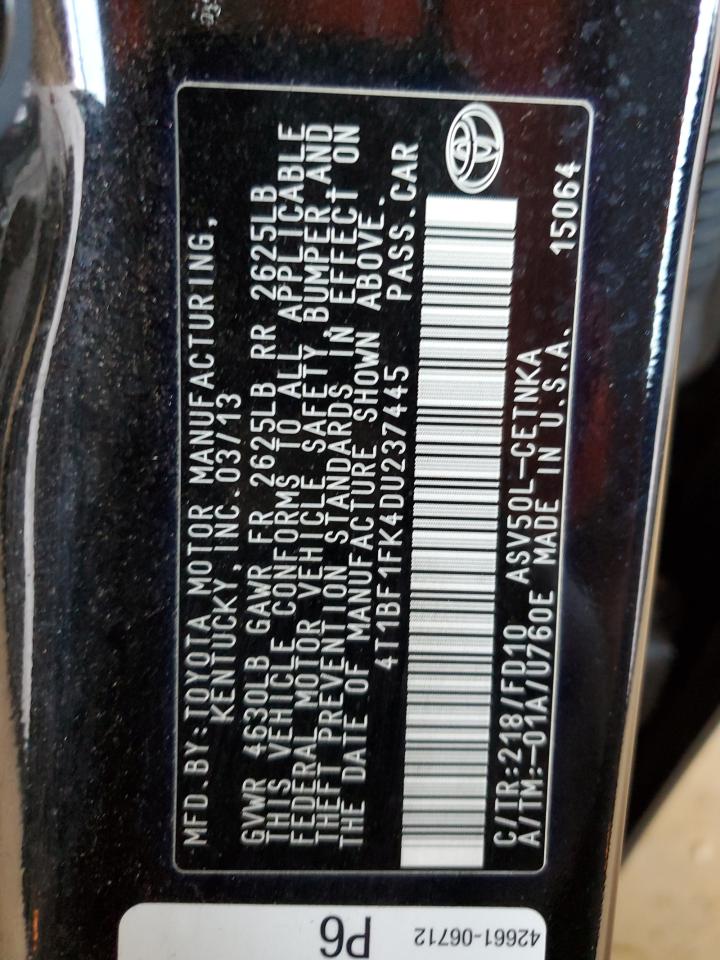 MFD.BY:TOYOTA MOTOR MANUFACTURING,
KENTUCKY,INC.03/13
GVWR 4630LB GAWR FR 2625LB RR 2625LB
THIS VEHICLE CONFORMS TO ALL APPLICABLE
FEDERAL MOTOR VEHICLE SAFETY,BUMPER,AND
THEFT PREVENTION STANDARDS IN EFFECT ON
THE DATE OF MANUFACTURE SHOWN ABOVE.
4T1BF1FK4DU237445 PASS.CAR
C/TR:218/FD10 ASV50L-CETNKA
A/TM:-01A/U760E MADE IN U.S.A. 15064
P6
42661-06712